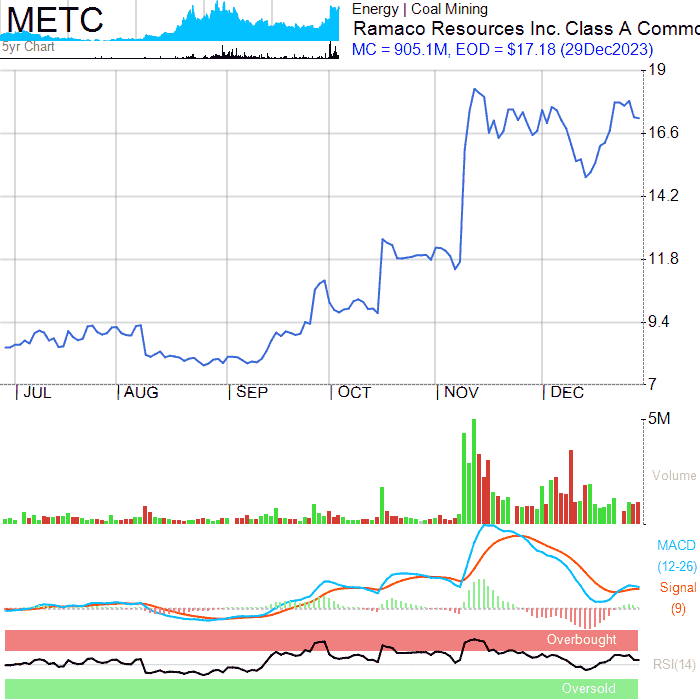 METC
5yr Chart
Energy | Coal Mining
Ramaco Resources Inc. Class A Commo
MC = 905.1M, EOD = $17.18 (29Dec2023)
19
16.6
14.2
11.8
9.4
7
JUL AUG SEP OCT NOV DEC
5M
Volume
MACD
(12-26)
Signal
(9)
Overbought
RSI(14)
Oversold